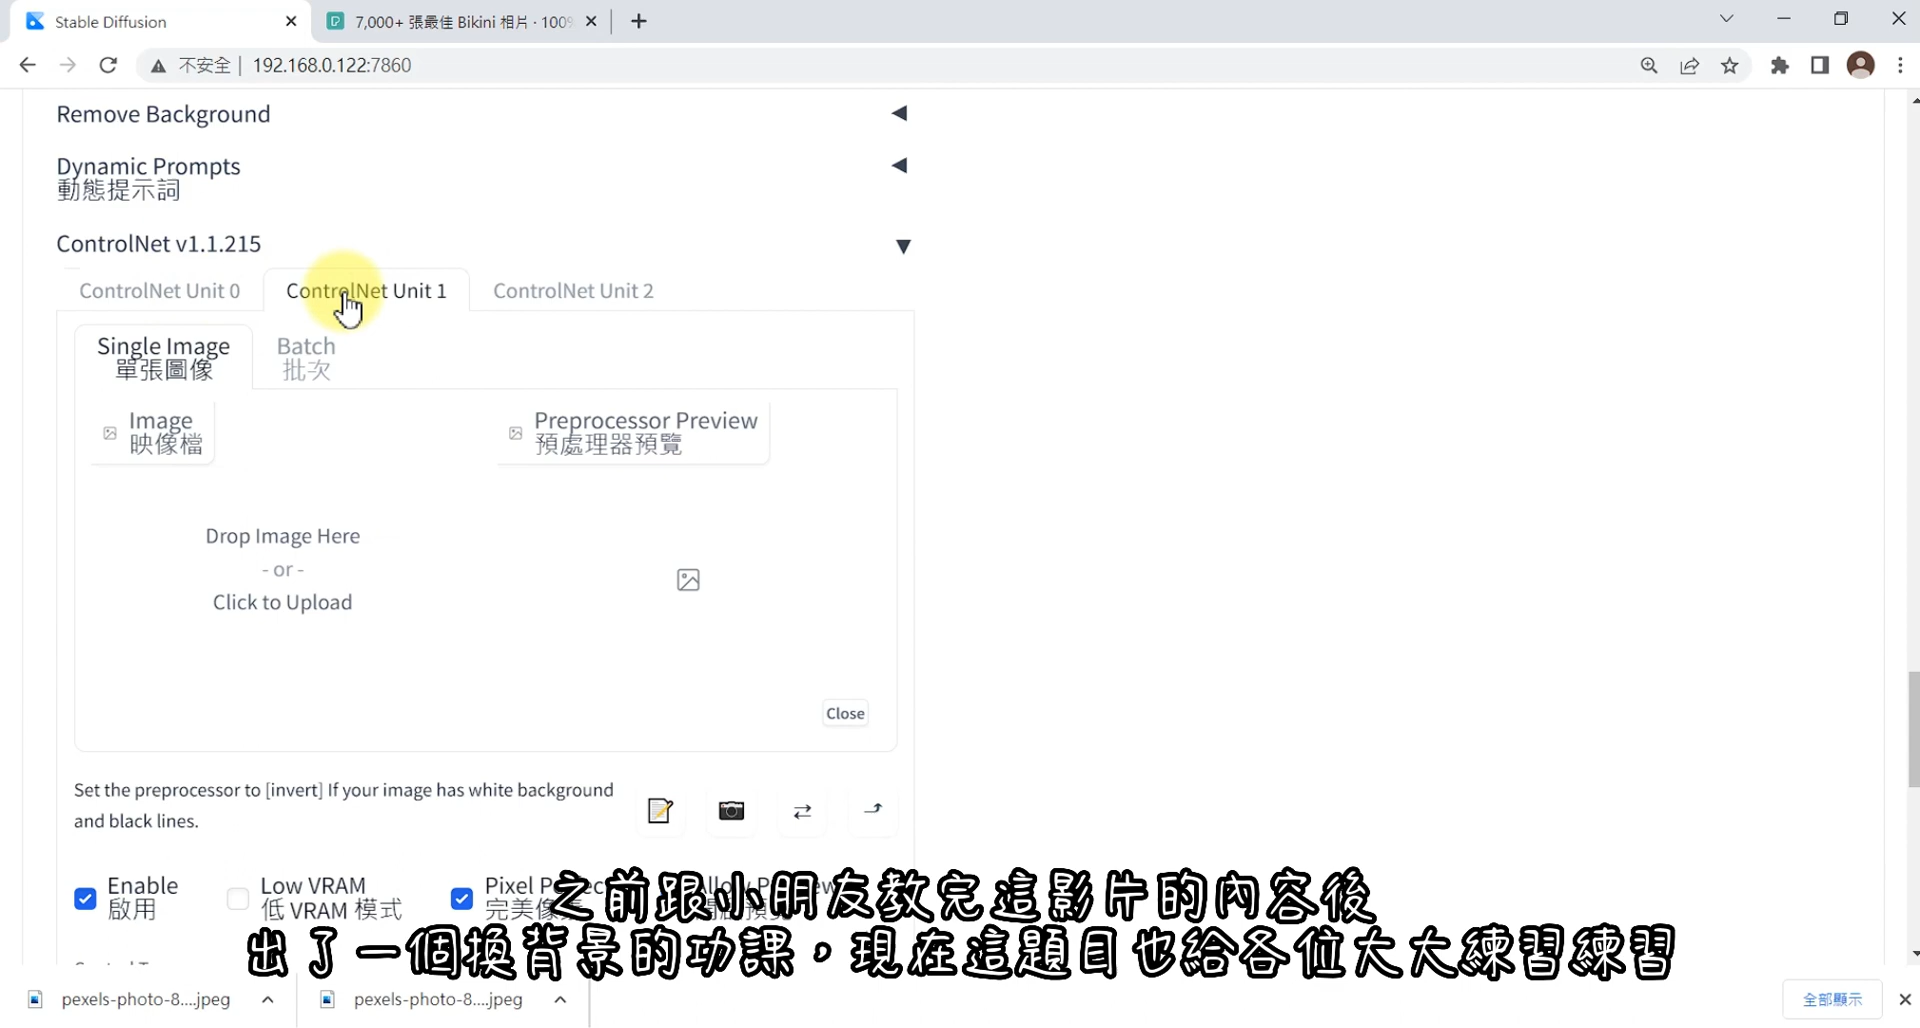 Stable Diffusion
7,000+ 張最佳 Bikini 相片 · 100%
不安全 | 192.168.0.122:7860
Remove Background
Dynamic Prompts
動態提示詞
ControlNet v1.1.215
ControlNet Unit 0
ControlNet Unit 1
ControlNet Unit 2
Single Image
單張圖像
Batch
批次
Image
映像檔
Preprocessor Preview
預處理器預覽
Drop Image Here
- or -
Click to Upload
Close
Set the preprocessor to [invert] If your image has white background
and black lines.
Enable
啟用
Low VRAM
低 VRAM 模式
Pixel
完美像
之前跟小朋友教完這影片的內容後
出了一個換背景的功課，現在這題目也給各位大大練習練習
pexels-photo-8....jpeg
pexels-photo-8....jpeg
全部顯示